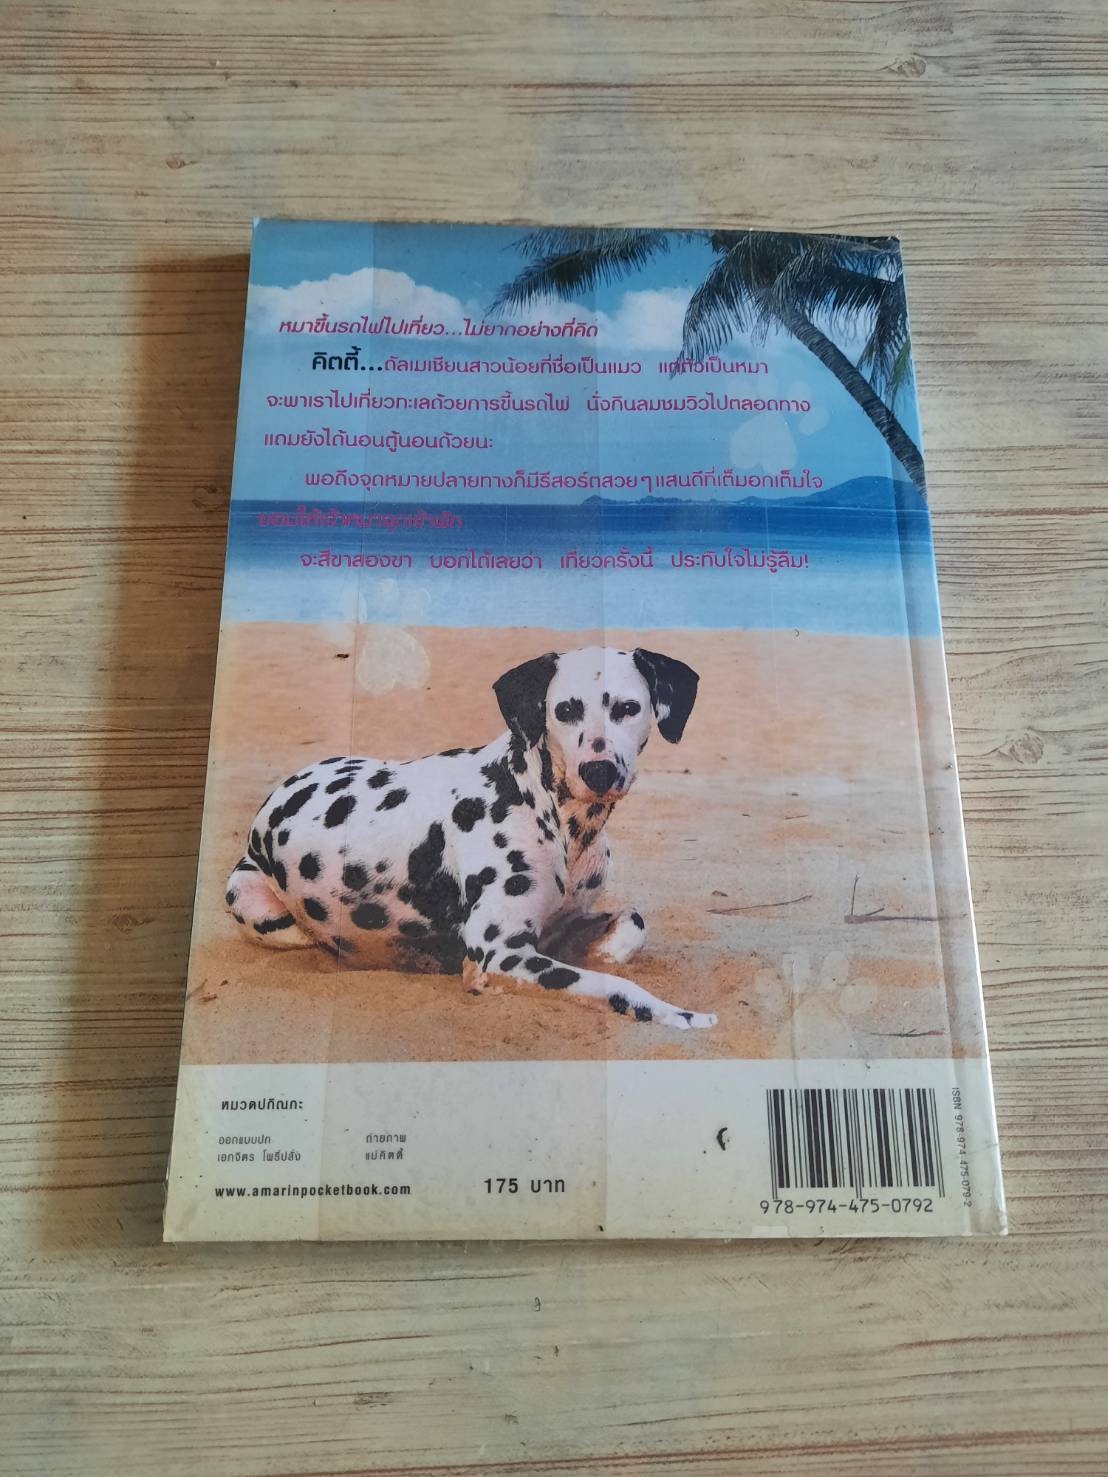 หมาขึ้นรถไฟไปเที่ยว...ไม่ยากอย่างที่คิด
คิตตี้...ดัลเมเชียนสาวน้อยที่ชื่อเป็นแมว แต่ตัวเป็นหมา
จะพาเราไปเที่ยวทะเลด้วยการขึ้นรถไฟ นั่งกินลมชมวิวไปตลอดทาง
แถมยังได้นอนตู้นอนด้วยนะ
พอถึงจุดหมายปลายทางก็มีรีสอร์ตสวยๆแสนดีที่เต็มอกเต็มใจ
ยอมให้เจ้าหมาจุดเข้าพัก
จะสี่ขาสองขา บอกได้เลยว่า เที่ยวครั้งนี้ ประทับใจไม่รู้ลืม!
หมวดปกิณกะ
ออกแบบปก ถ่ายภาพ
เอกจิตร โพธิ์ปลั่ง แม่คิตตี้
www.amarinpocketbook.com 175 บาท
978-974-475-0792
ISBN 978-974-475-079-2